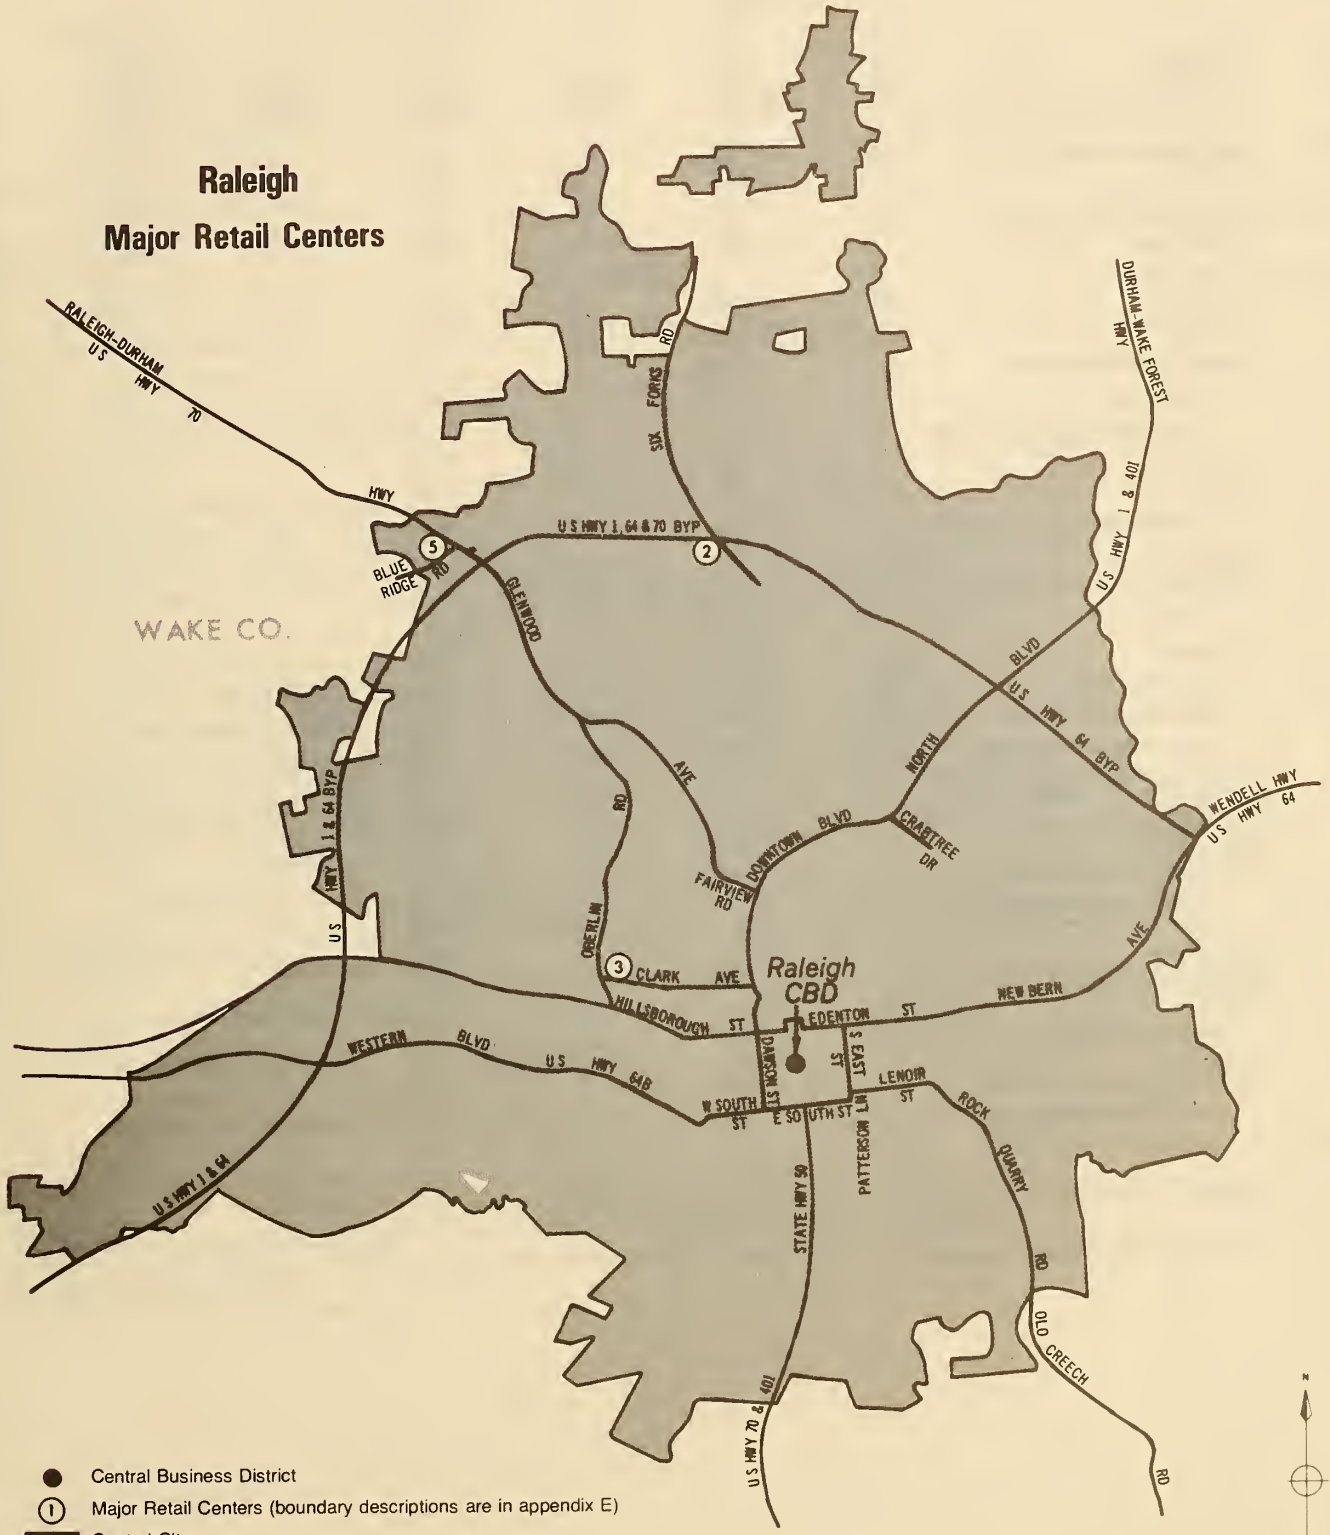 Raleigh
Major Retail Centers
DURHAM-WAKE FOREST
HWY
RALEIGH-DURHAM
US
HWY
70
RD
FORKS
SIX
US HWY 1 & 401
HWY
US HWY 1, 64 & 70 BYP
5
2
BLUE
RIDGE
RD
GLENWOOD
WAKE CO.
BLVD
US
HWY
64
BYP
NORTH
AVE
RD
WENDELL HWY
US HWY 64
US
HWY
1 & 64 BYP
DOWNTOWN
BLVD
CRABTREE
DR
FAIRVIEW
RD
OBERLIN
AVE
3
CLARK
AVE
Raleigh
CBD
NEW BERN
HILLSBOROUGH
ST
EDENTON
ST
WESTERN
BLVD
US
HWY
64B
DAWSON ST
S EAST
ST
LENOIR
ST
W SOUTH
ST
E SOUTH ST
PATTERSON LN
ROCK
QUARRY
RD
US HWY 1 & 64
STATE HWY 50
OLD
CREECH
RD
US HWY 70 & 401
N
Central Business District
1
Major Retail Centers (boundary descriptions are in appendix E)